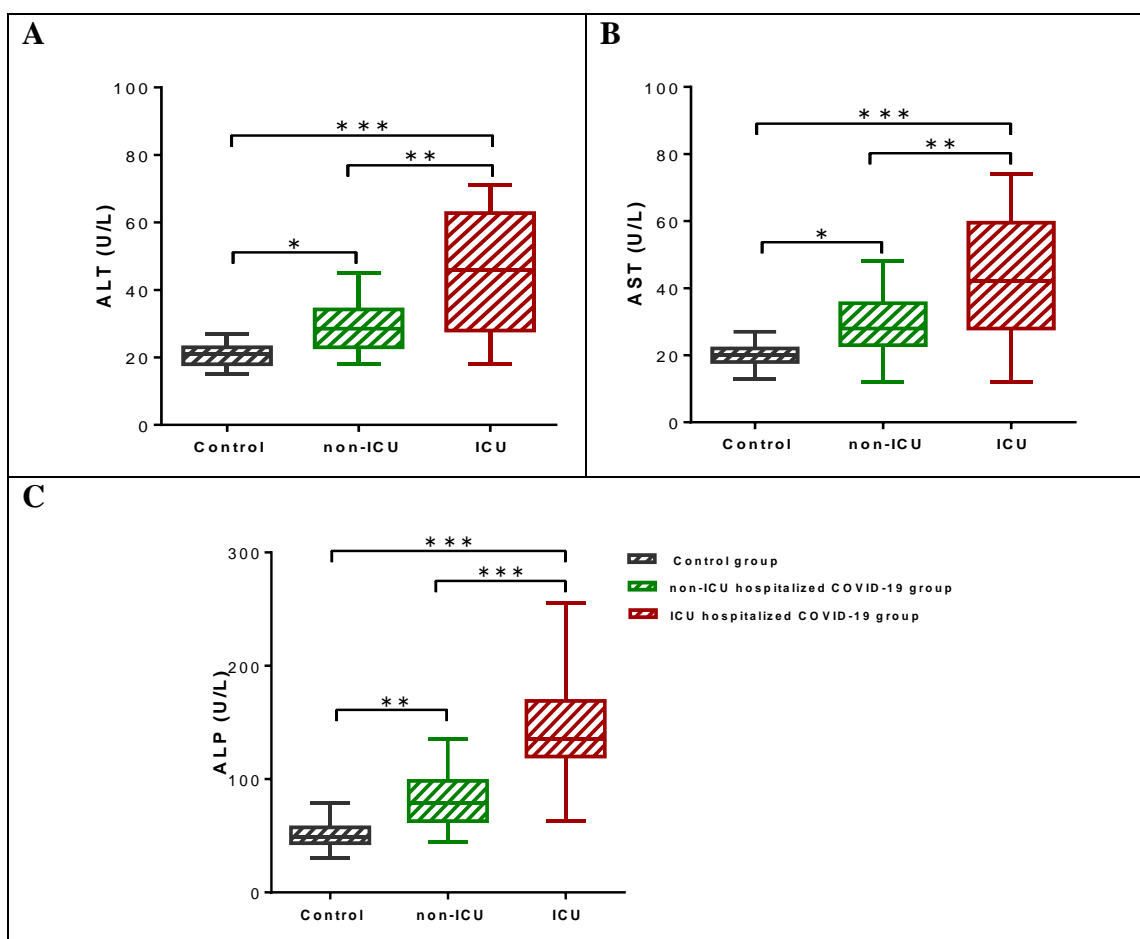 A
ALT (U/L)
100
80
60
40
20
0
* * *
* *
*
Control non-ICU ICU
B
AST (U/L)
100
80
60
40
20
0
* * *
* *
*
Control non-ICU ICU
C
ALP (U/L)
300
200
100
0
* * *
* * *
* *
Control non-ICU ICU
Control group
non-ICU hospitalized COVID-19 group
ICU hospitalized COVID-19 group